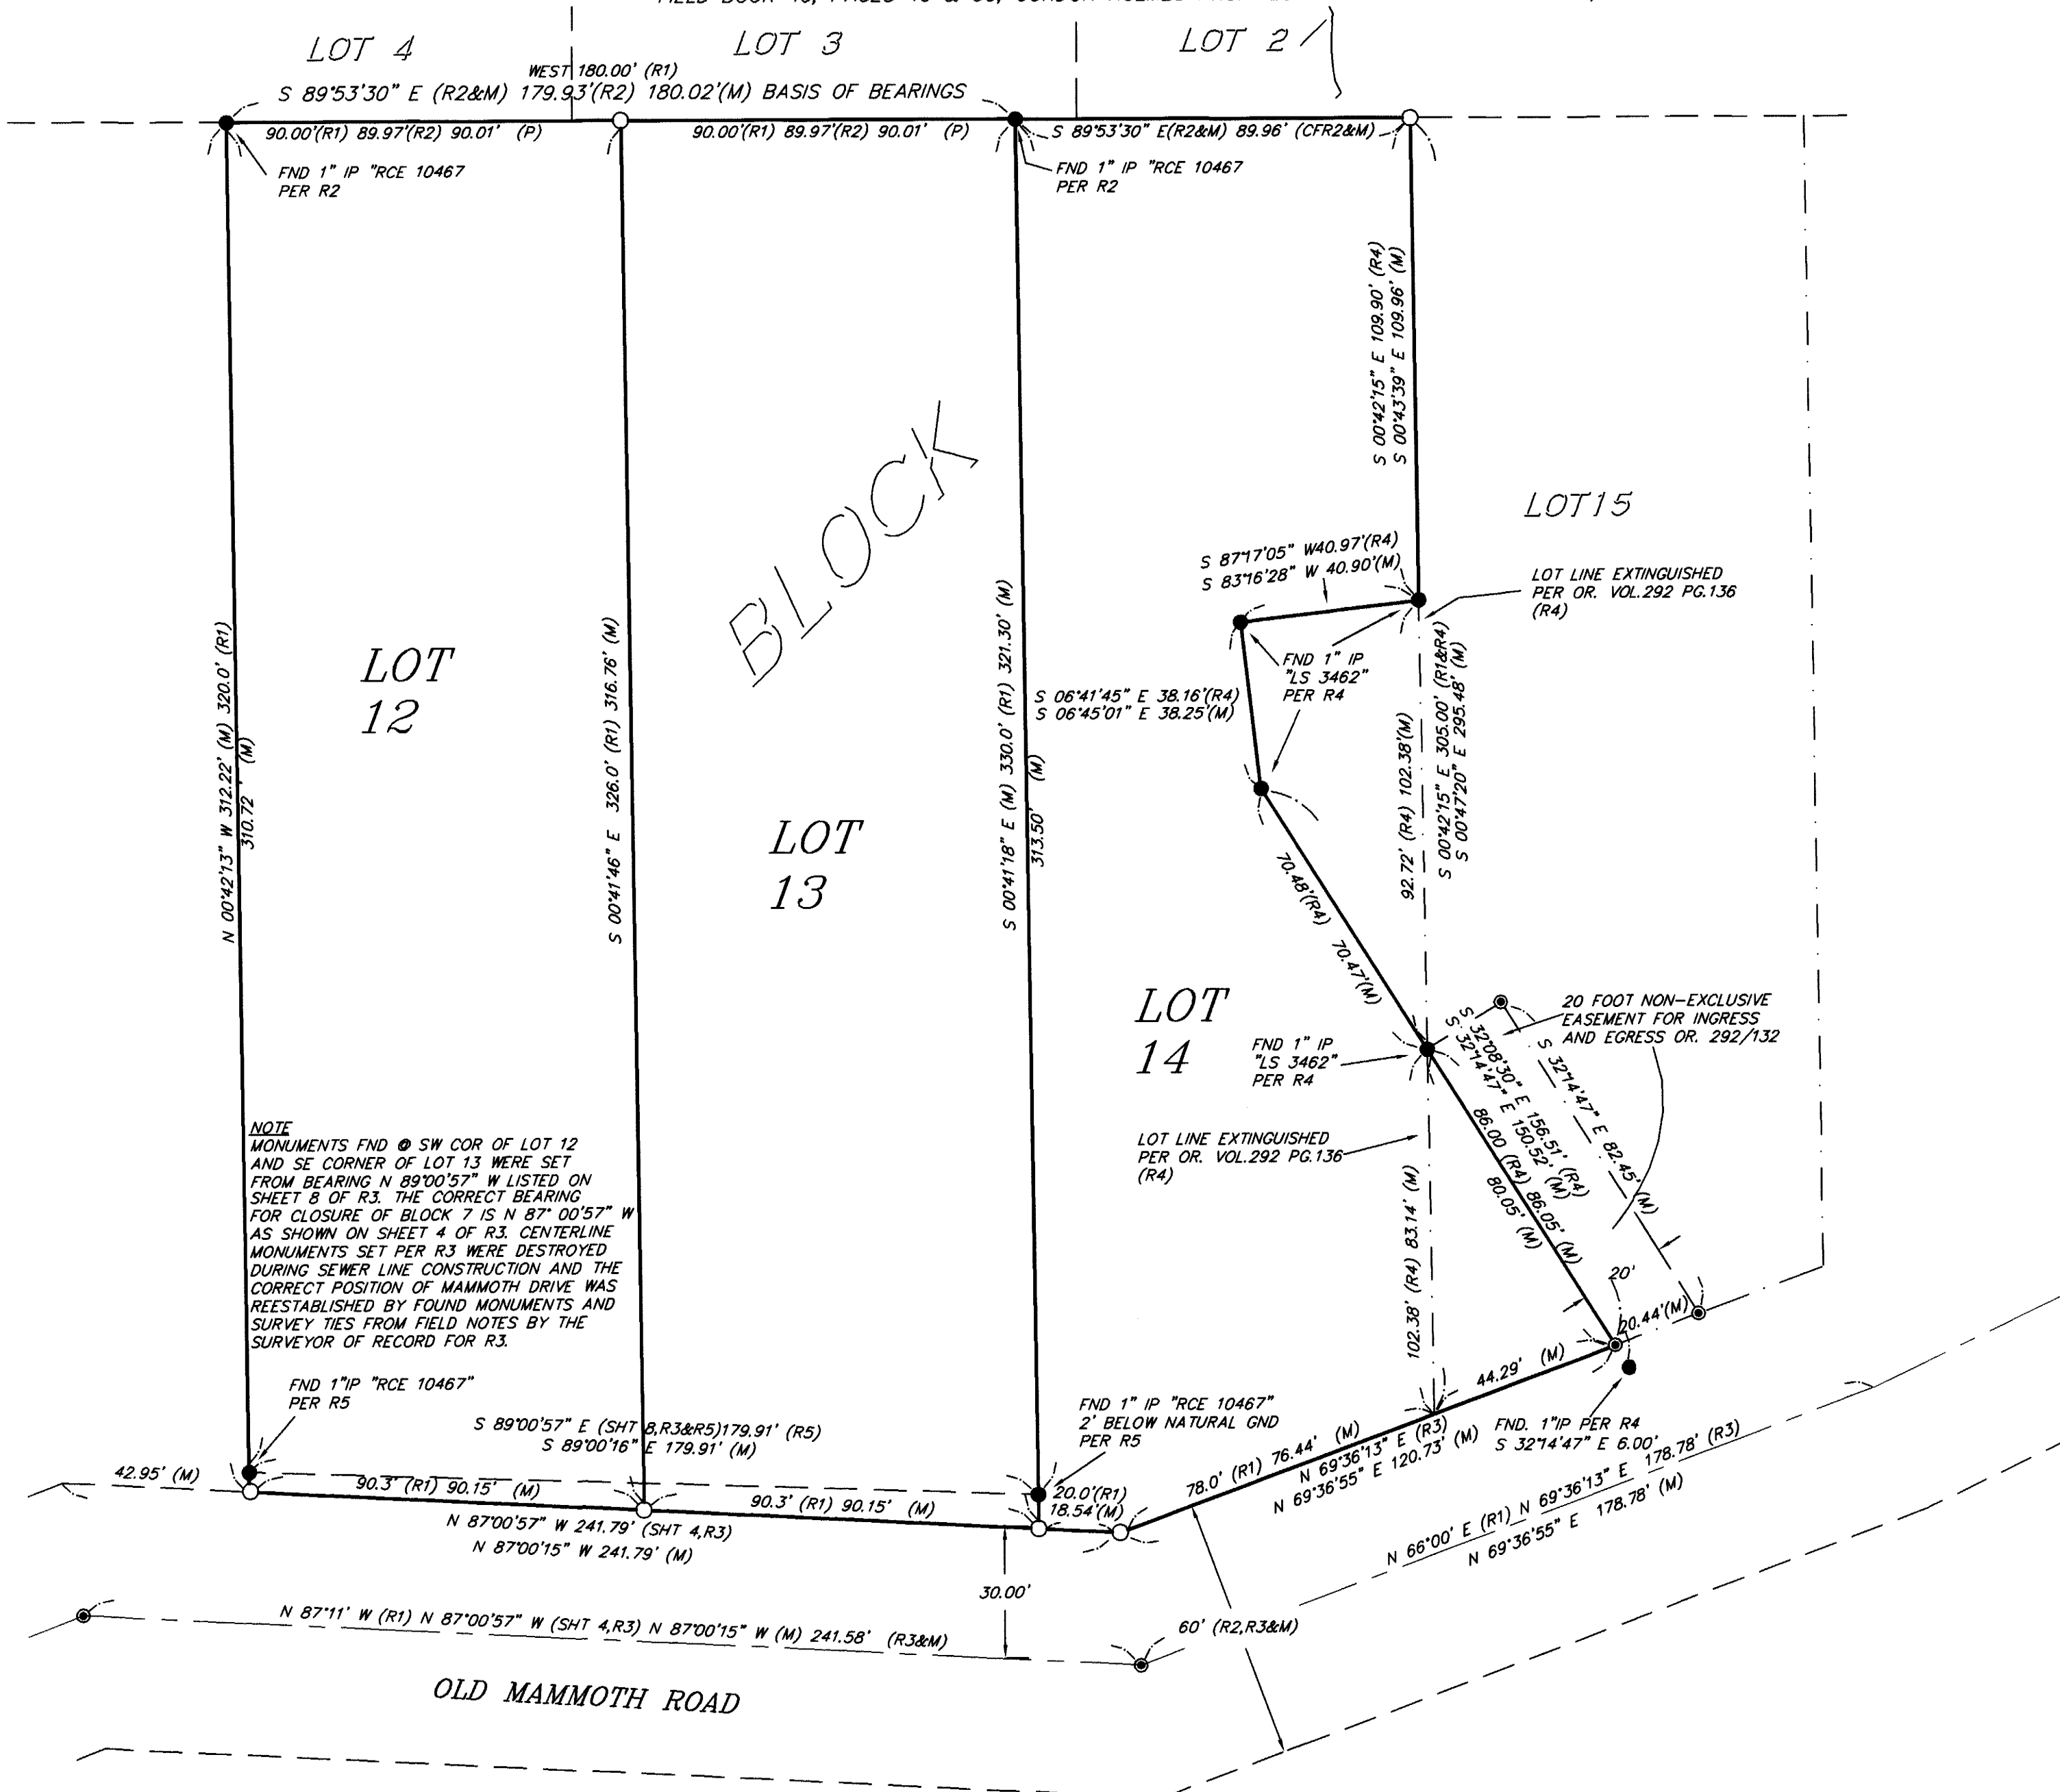 LOT 4
LOT 3
LOT 2
WEST 180.00' (R1)
S 89°53'30" E (R2&M) 179.93'(R2) 180.02'(M) BASIS OF BEARINGS
90.00'(R1) 89.97'(R2) 90.01' (P)
90.00'(R1) 89.97'(R2) 90.01' (P)
S 89°53'30" E(R2&M) 89.96' (CFR2&M)
FND 1" IP "RCE 10467
PER R2
FND 1" IP "RCE 10467
PER R2
S 00°42'15" E 109.90' (R4)
S 00°43'39" E 109.96' (M)
BLOCK
LOT15
S 87°17'05" W40.97'(R4)
S 83°16'28" W 40.90'(M)
LOT LINE EXTINGUISHED
PER OR. VOL.292 PG.136
(R4)
N 00°42'13" W 312.22' (M) 320.0' (R1)
310.72' (M)
LOT
12
S 00°41'46" E 326.0' (R1) 316.76' (M)
S 00°41'18" E (M) 330.0' (R1) 321.30' (M)
313.50' (M)
FND 1" IP
"LS 3462"
PER R4
S 06°41'45" E 38.16'(R4)
S 06°45'01" E 38.25'(M)
92.72' (R4) 102.38'(M)
S 00°42'15" E 305.00' (R1&R4)
S 00°47'20" E 295.48' (M)
LOT
13
70.48'(R4) 70.47'(M)
LOT
14
FND 1" IP
"LS 3462"
PER R4
20 FOOT NON-EXCLUSIVE
EASEMENT FOR INGRESS
AND EGRESS OR. 292/132
S 32°08'30" E 156.51' (R4)
S 32°14'47" E 150.52' (M)
S 32°14'47" E 82.45' (M)
86.00 (R4) 86.05' (M)
80.05' (M)
LOT LINE EXTINGUISHED
PER OR. VOL.292 PG.136
(R4)
102.38' (R4) 83.14' (M)
NOTE
MONUMENTS FND @ SW COR OF LOT 12
AND SE CORNER OF LOT 13 WERE SET
FROM BEARING N 89°00'57" W LISTED ON
SHEET 8 OF R3. THE CORRECT BEARING
FOR CLOSURE OF BLOCK 7 IS N 87° 00'57" W
AS SHOWN ON SHEET 4 OF R3. CENTERLINE
MONUMENTS SET PER R3 WERE DESTROYED
DURING SEWER LINE CONSTRUCTION AND THE
CORRECT POSITION OF MAMMOTH DRIVE WAS
REESTABLISHED BY FOUND MONUMENTS AND
SURVEY TIES FROM FIELD NOTES BY THE
SURVEYOR OF RECORD FOR R3.
20'
20.44'(M)
44.29' (M)
FND 1"IP "RCE 10467"
PER R5
S 89°00'57" E (SHT 8,R3&R5)179.91' (R5)
S 89°00'16" E 179.91' (M)
FND 1" IP "RCE 10467"
2' BELOW NATURAL GND
PER R5
FND. 1"IP PER R4
S 32°14'47" E 6.00'
42.95' (M)
90.3' (R1) 90.15' (M)
90.3' (R1) 90.15' (M)
20.0'(R1)
18.54'(M)
78.0' (R1) 76.44' (M)
N 69°36'13" E (R3)
N 69°36'55" E 120.73' (M)
N 87°00'57" W 241.79' (SHT 4,R3)
N 87°00'15" W 241.79' (M)
N 66°00' E (R1) N 69°36'13" E 178.78' (R3)
N 69°36'55" E 178.78' (M)
30.00'
N 87°11' W (R1) N 87°00'57" W (SHT 4,R3) N 87°00'15" W (M) 241.58' (R3&M)
60' (R2,R3&M)
OLD MAMMOTH ROAD